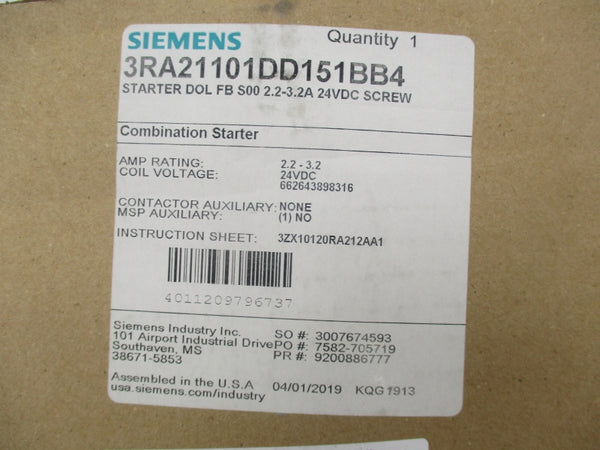 SIEMENS Quantity 1
3RA21101DD151BB4
STARTER DOL FB S00 2.2-3.2A 24VDC SCREW
Combination Starter
AMP RATING: 2.2 - 3.2
COIL VOLTAGE: 24VDC
662643898316
CONTACTOR AUXILIARY: NONE
MSP AUXILIARY: (1) NO
INSTRUCTION SHEET: 3ZX10120RA212AA1
4011209796737
Siemens Industry Inc. SO #: 3007674593
101 Airport Industrial Drive PO #: 7582-705719
Southaven, MS PR #: 9200886777
38671-5853
Assembled in the U.S.A 04/01/2019 KQG1913
usa.siemens.com/industry